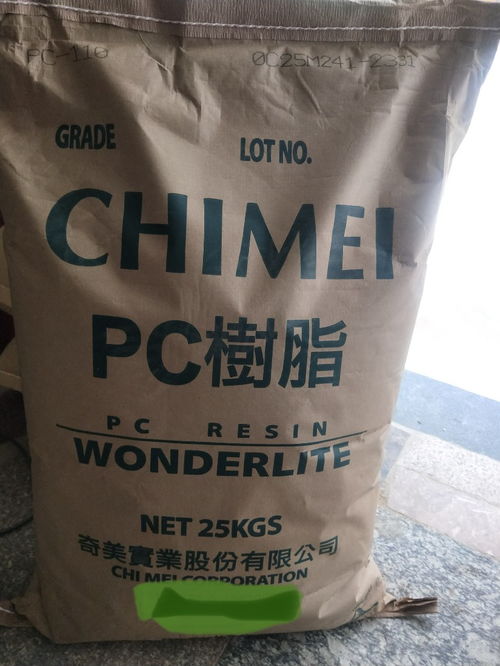 PC-110 0C25M241-2331
GRADE LOT NO.
CHIMEI
PC樹脂
PC RESIN
WONDERLITE
NET 25KGS
奇美實業股份有限公司
CHI MEI CORPORATION